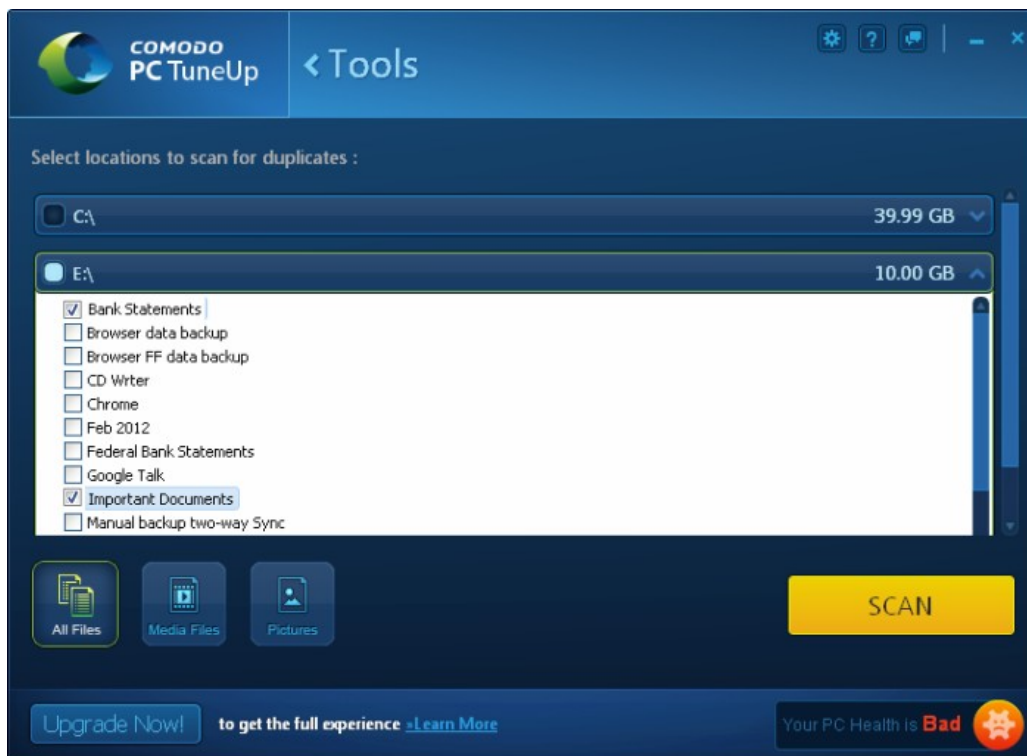 COMODO
PC TuneUp
Tools
Select locations to scan for duplicates :
C:\ 39.99 GB
E:\ 10.00 GB
Bank Statements
Browser data backup
Browser FF data backup
CD Wrter
Chrome
Feb 2012
Federal Bank Statements
Google Talk
Important Documents
Manual backup two-way Sync
All Files Media Files Pictures SCAN
Upgrade Now! to get the full experience »Learn More Your PC Health is Bad